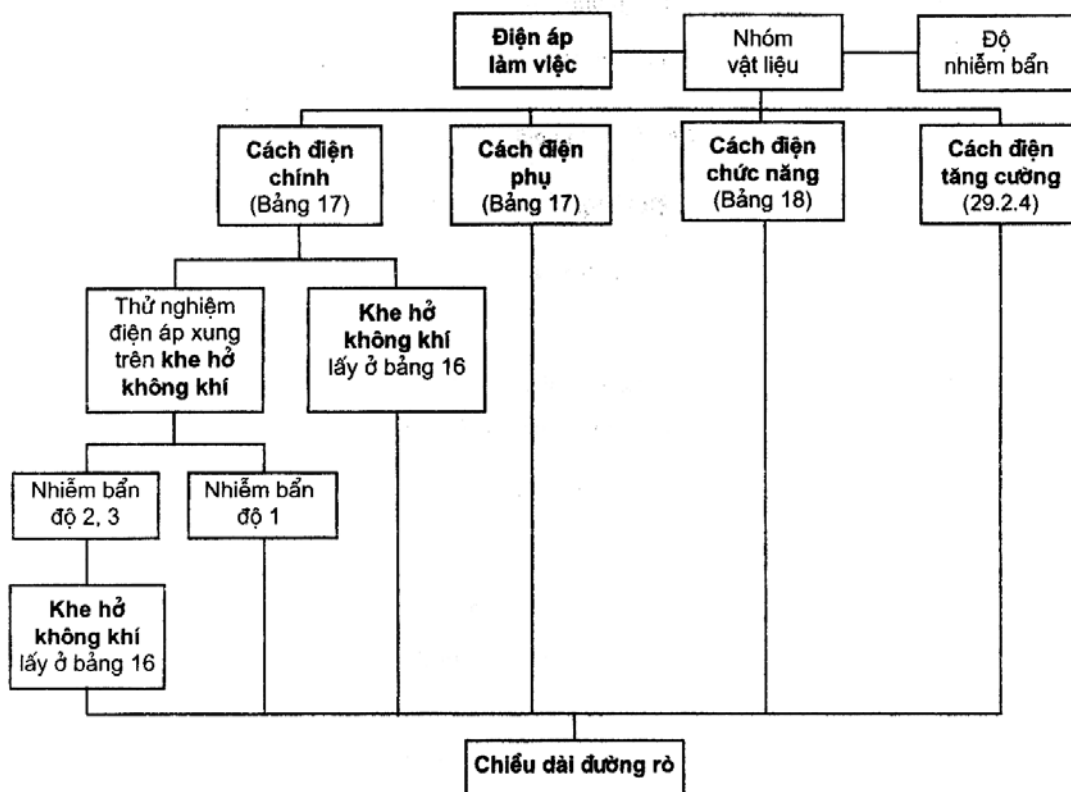 Điện áp
làm việc
Nhóm
vật liệu
Độ
nhiễm bẩn
Cách điện
chính
(Bảng 17)
Cách điện
phụ
(Bảng 17)
Cách điện
chức năng
(Bảng 18)
Cách điện
tăng cường
(29.2.4)
Thử nghiệm
điện áp xung
trên khe hở
không khí
Khe hở
không khí
lấy ở bảng 16
Nhiễm bẩn
độ 2, 3
Nhiễm bẩn
độ 1
Khe hở
không khí
lấy ở bảng 16
Chiều dài đường rò